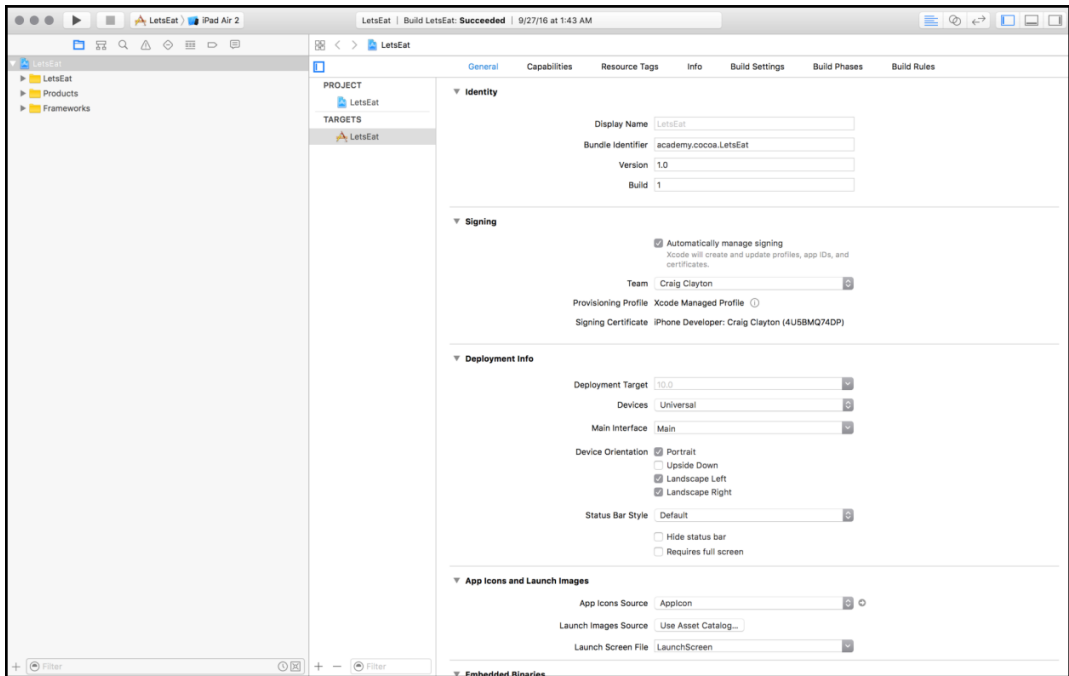 LetsEat
iPad Air 2
LetsEat | Build LetsEat: Succeeded | 9/27/16 at 1:43 AM
LetsEat
LetsEat
LetsEat
Products
Frameworks
Filter
PROJECT
LetsEat
TARGETS
LetsEat
Filter
General Capabilities Resource Tags Info Build Settings Build Phases Build Rules
Identity
Display Name LetsEat
Bundle Identifier academy.cocoa.LetsEat
Version 1.0
Build 1
Signing
Automatically manage signing
Xcode will create and update profiles, app IDs, and
certificates.
Team Craig Clayton
Provisioning Profile Xcode Managed Profile
Signing Certificate iPhone Developer: Craig Clayton (4U5BMQ74DP)
Deployment Info
Deployment Target 10.0
Devices Universal
Main Interface Main
Device Orientation Portrait
Upside Down
Landscape Left
Landscape Right
Status Bar Style Default
Hide status bar
Requires full screen
App Icons and Launch Images
App Icons Source AppIcon
Launch Images Source Use Asset Catalog...
Launch Screen File LaunchScreen
Embedded Binaries